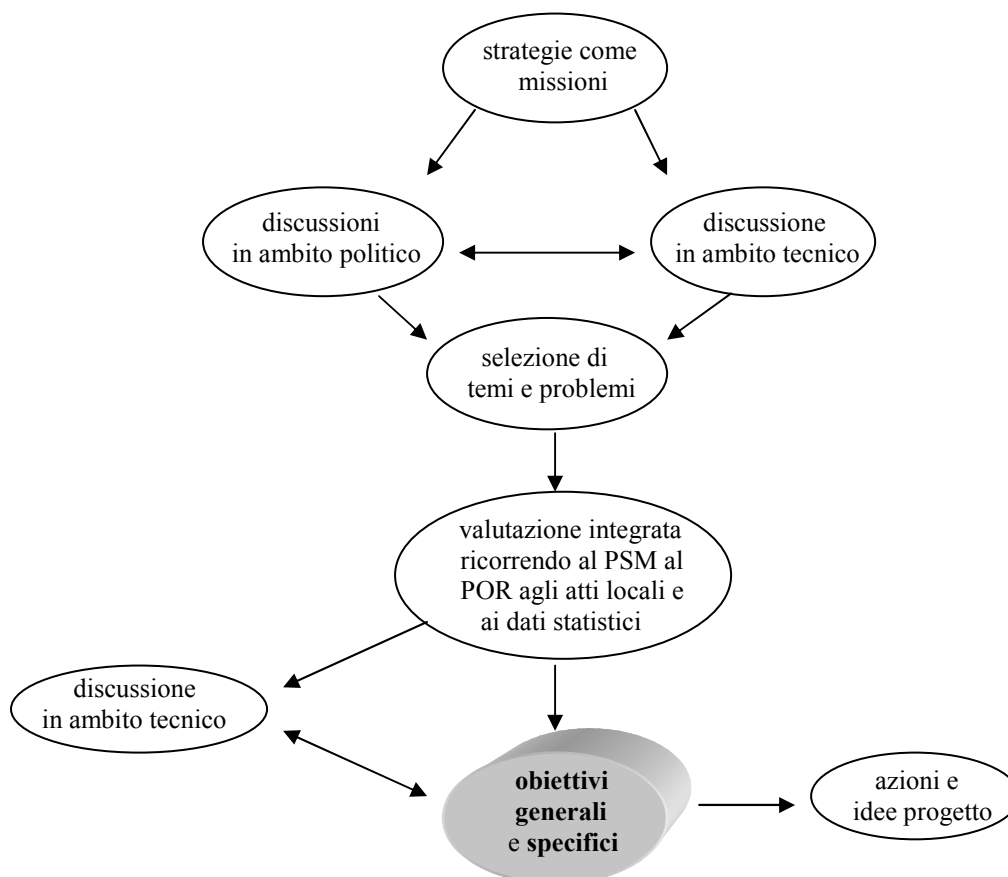 strategie come
missioni
discussioni
in ambito politico
discussione
in ambito tecnico
selezione di
temi e problemi
valutazione integrata
ricorrendo al PSM al
POR agli atti locali e
ai dati statistici
discussione
in ambito tecnico
obiettivi
generali
e specifici
azioni e
idee progetto